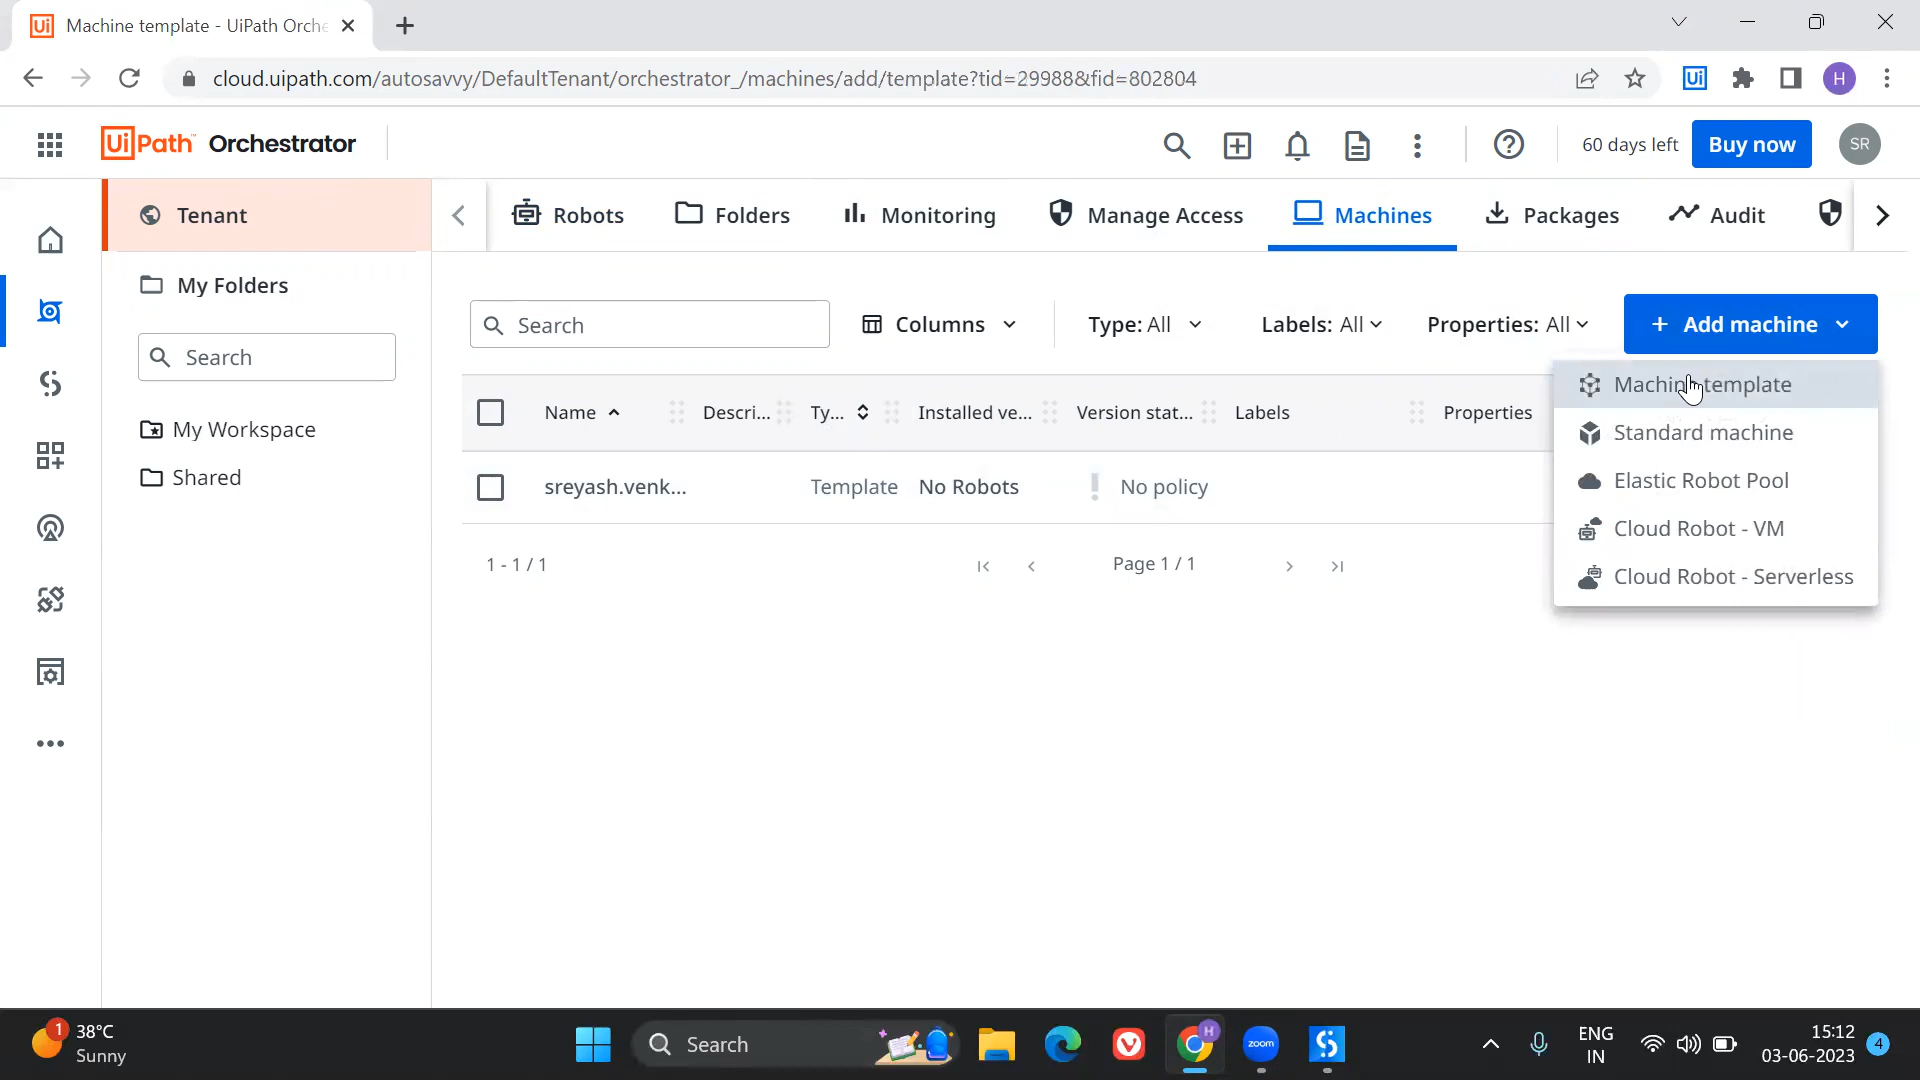 Machine template - UiPath Orche
cloud.uipath.com/autosavvy/DefaultTenant/orchestrator_/machines/add/template?tid=29988&fid=802804
UiPath Orchestrator
60 days left
Buy now
SR
H
Tenant
Robots
Folders
Monitoring
Manage Access
Machines
Packages
Audit
My Folders
Search
My Workspace
Shared
Search
Columns
Type: All
Labels: All
Properties: All
+ Add machine
Name
Descri...
Ty...
Installed ve...
Version stat...
Labels
Properties
sreyash.venk...
Template
No Robots
No policy
1 - 1 / 1
Page 1 / 1
Machine template
Standard machine
Elastic Robot Pool
Cloud Robot - VM
Cloud Robot - Serverless
1
38°C
Sunny
Search
H
zoom
ENG
IN
15:12
03-06-2023
4